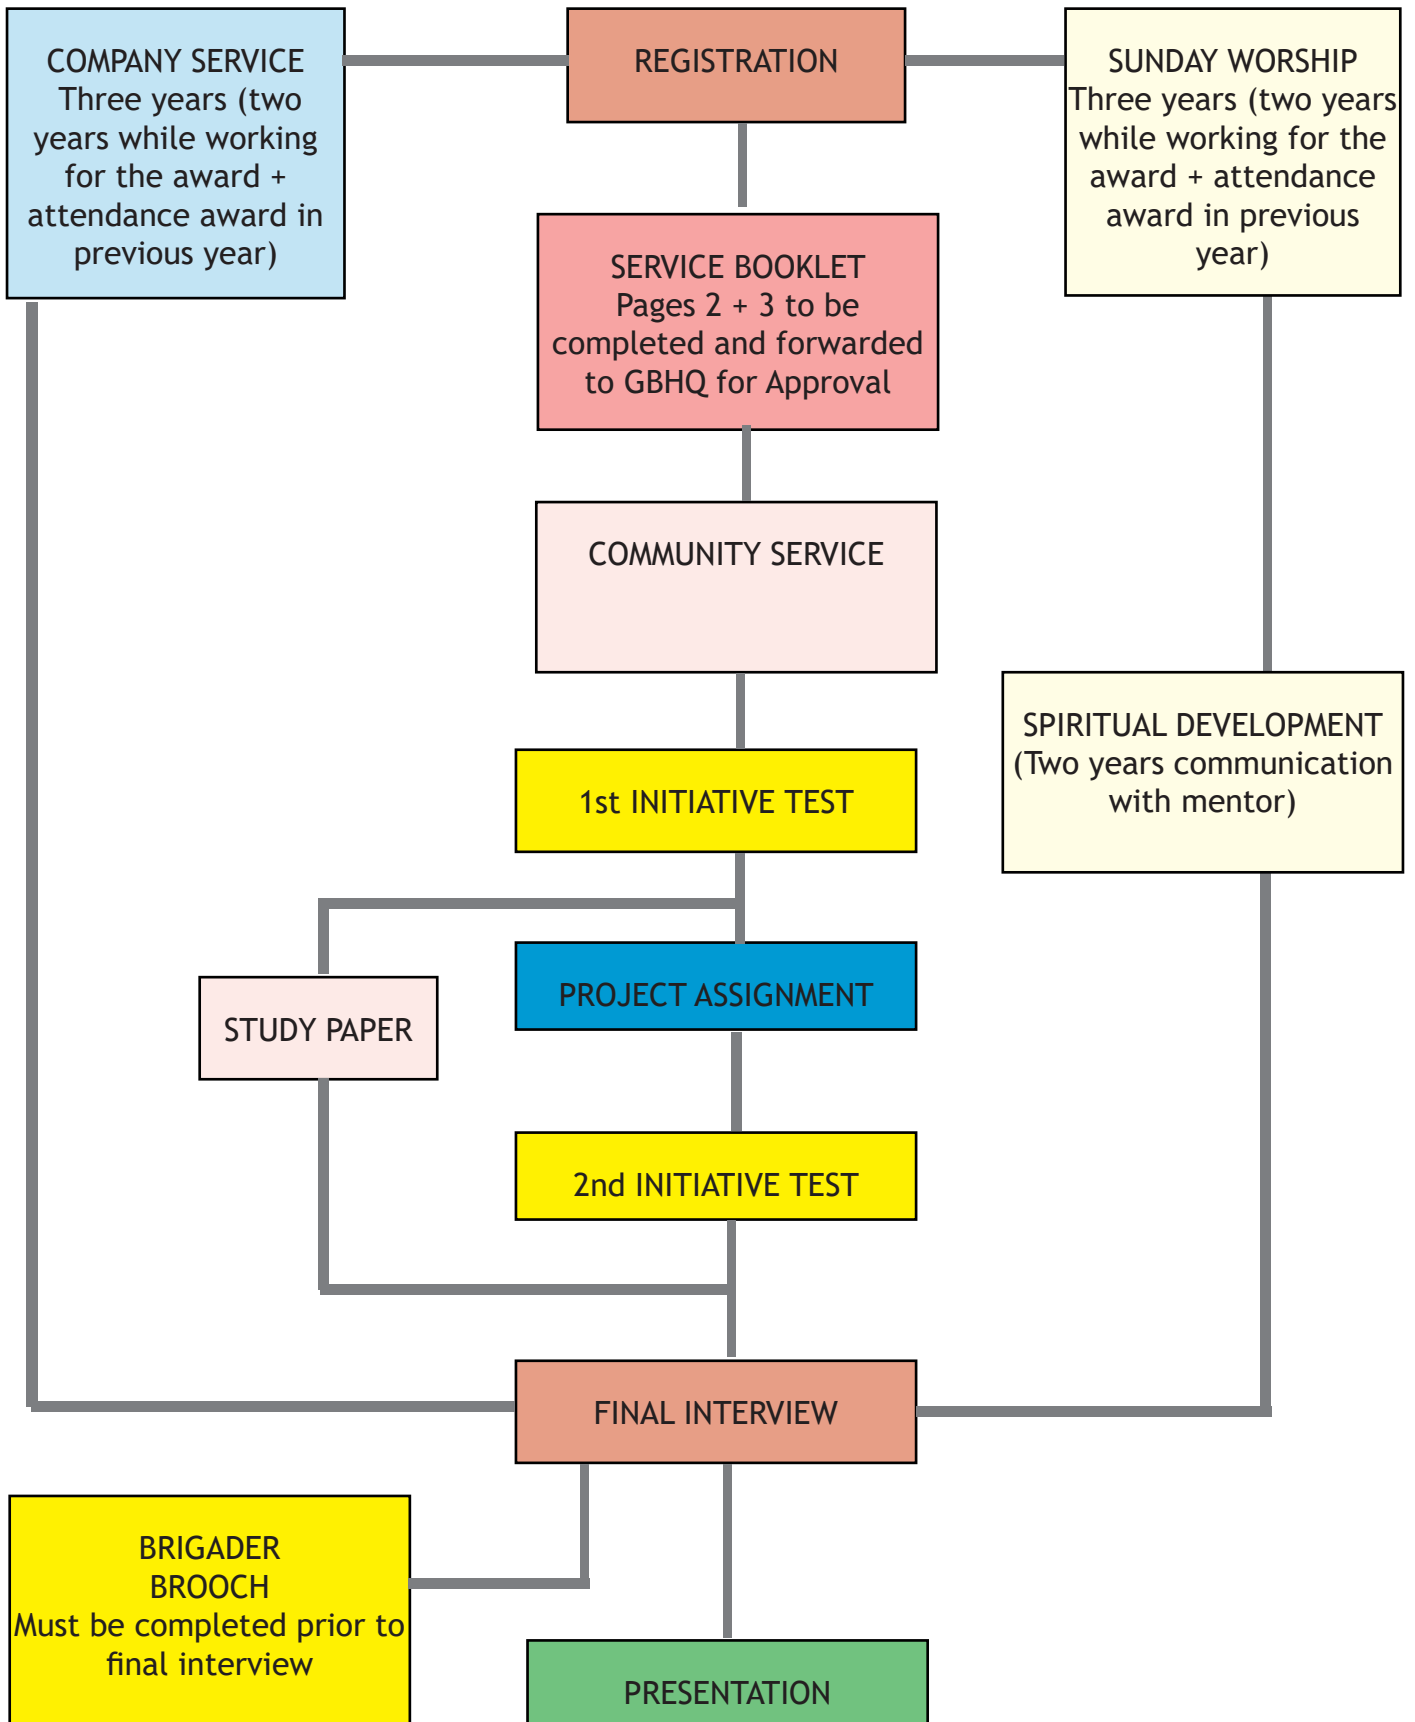 COMPANY SERVICE
Three years (two
years while working
for the award +
attendance award in
previous year)
REGISTRATION
SUNDAY WORSHIP
Three years (two years
while working for the
award + attendance
award in previous
year)
SERVICE BOOKLET
Pages 2 + 3 to be
completed and forwarded
to GBHQ for Approval
COMMUNITY SERVICE
SPIRITUAL DEVELOPMENT
(Two years communication
with mentor)
1st INITIATIVE TEST
PROJECT ASSIGNMENT
STUDY PAPER
2nd INITIATIVE TEST
FINAL INTERVIEW
BRIGADER
BROOCH
Must be completed prior to
final interview
PRESENTATION